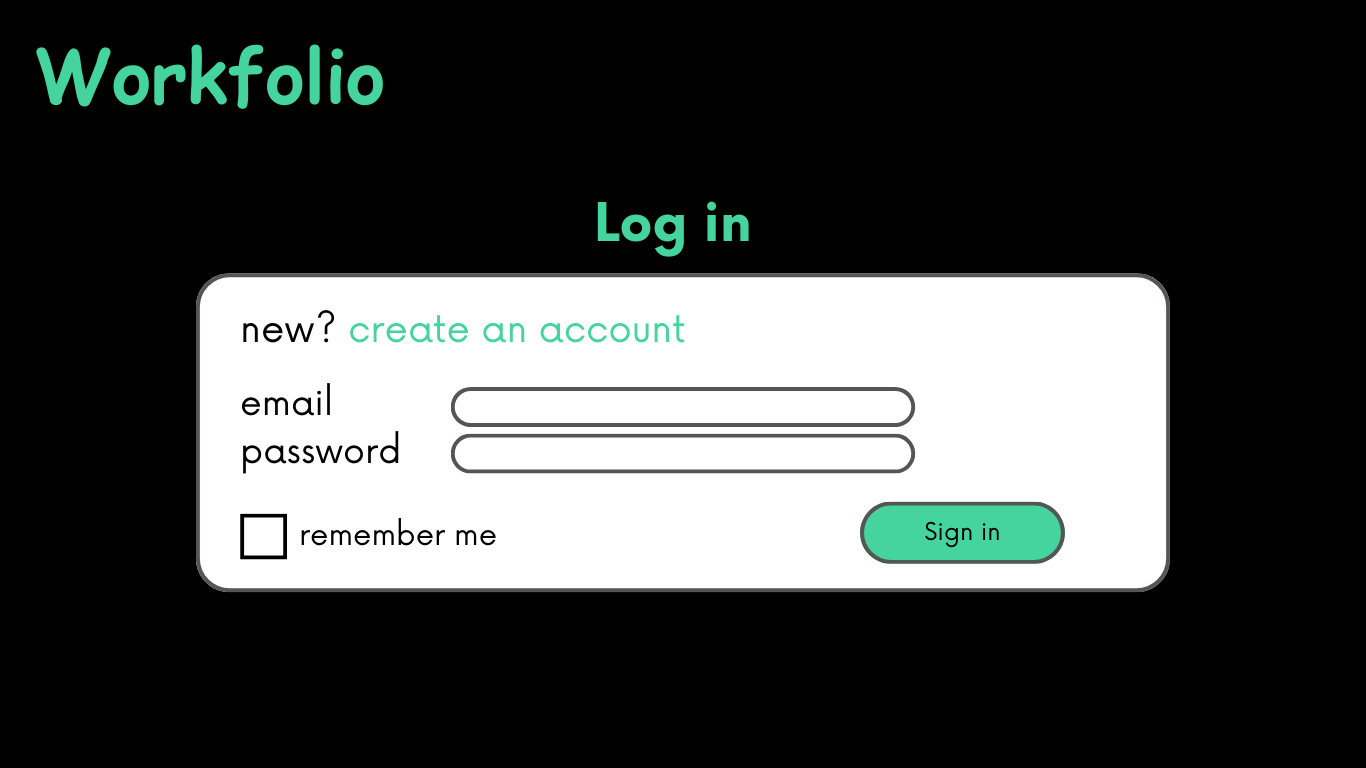 Workfolio
Log in
new? create an account
email
password
remember me
Sign in